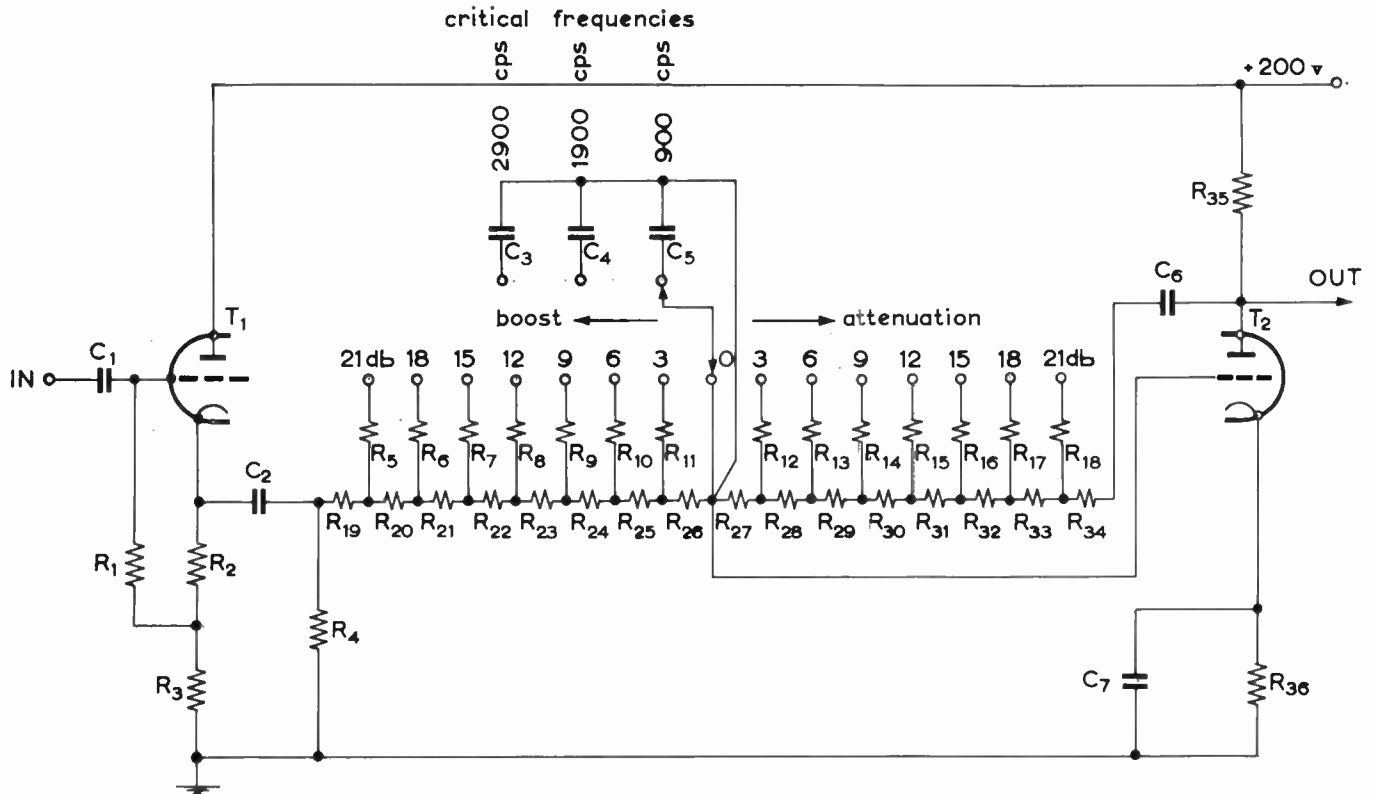 critical frequencies
2900 cps
1900 cps
900 cps
+200 v
R35
C3
C4
C5
C6
OUT
T1
T2
boost
attenuation
C1
IN
21db 18 15 12 9 6 3 0 3 6 9 12 15 18 21db
R5 R6 R7 R8 R9 R10 R11 R12 R13 R14 R15 R16 R17 R18
C2
R19 R20 R21 R22 R23 R24 R25 R26 R27 R28 R29 R30 R31 R32 R33 R34
R1
R2
R4
R3
C7
R36